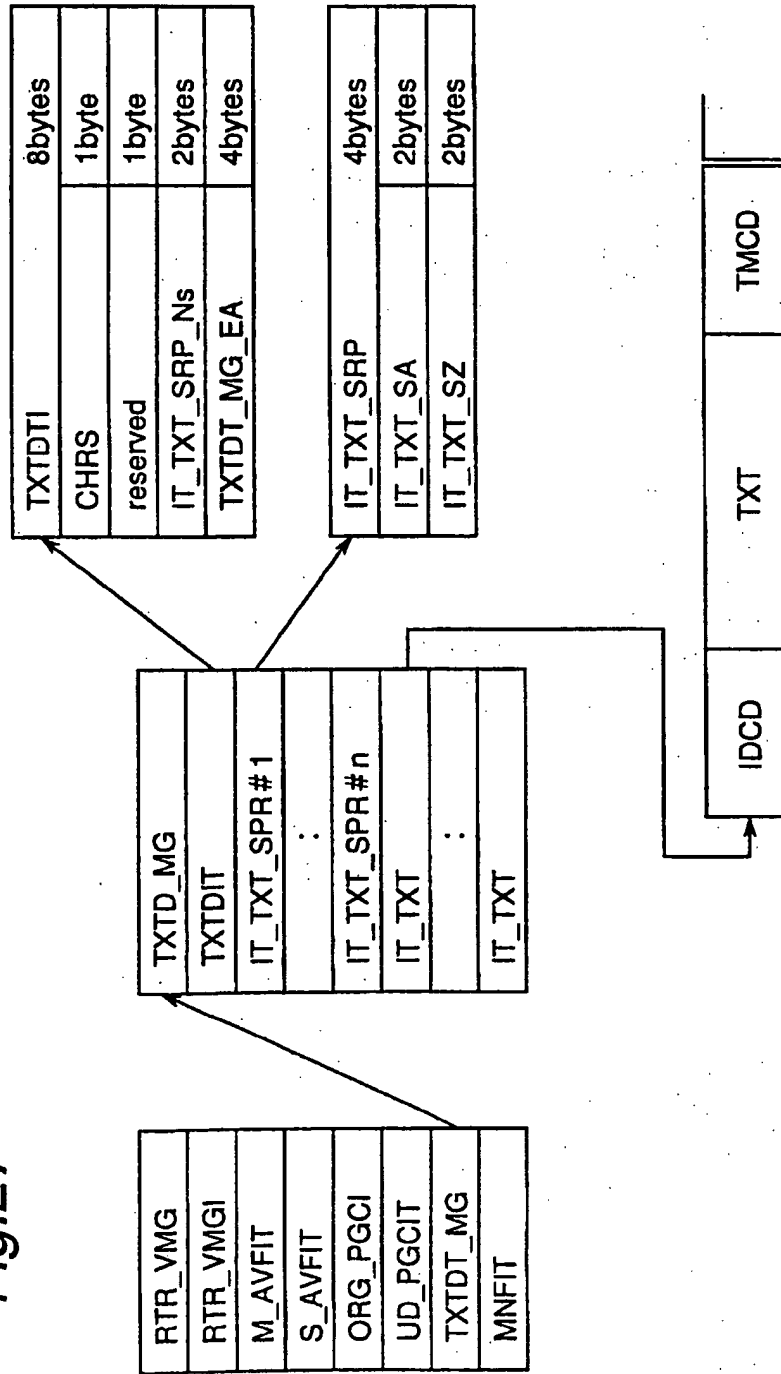 Fig.27
RTR_VMG
RTR_VMGI
M_AVFIT
S_AVFIT
ORG_PGCI
UD_PGCIT
TXTDT_MG
MNFIT
TXTD_MG
TXTDIT
IT_TXT_SPR#1
:
IT_TXT_SPR#n
IT_TXT
:
IT_TXT
TXTDTI 8bytes
CHRS 1byte
reserved 1byte
IT_TXT_SRP_Ns 2bytes
TXTDT_MG_EA 4bytes
IT_TXT_SRP 4bytes
IT_TXT_SA 2bytes
IT_TXT_SZ 2bytes
IDCD TXT TMCD